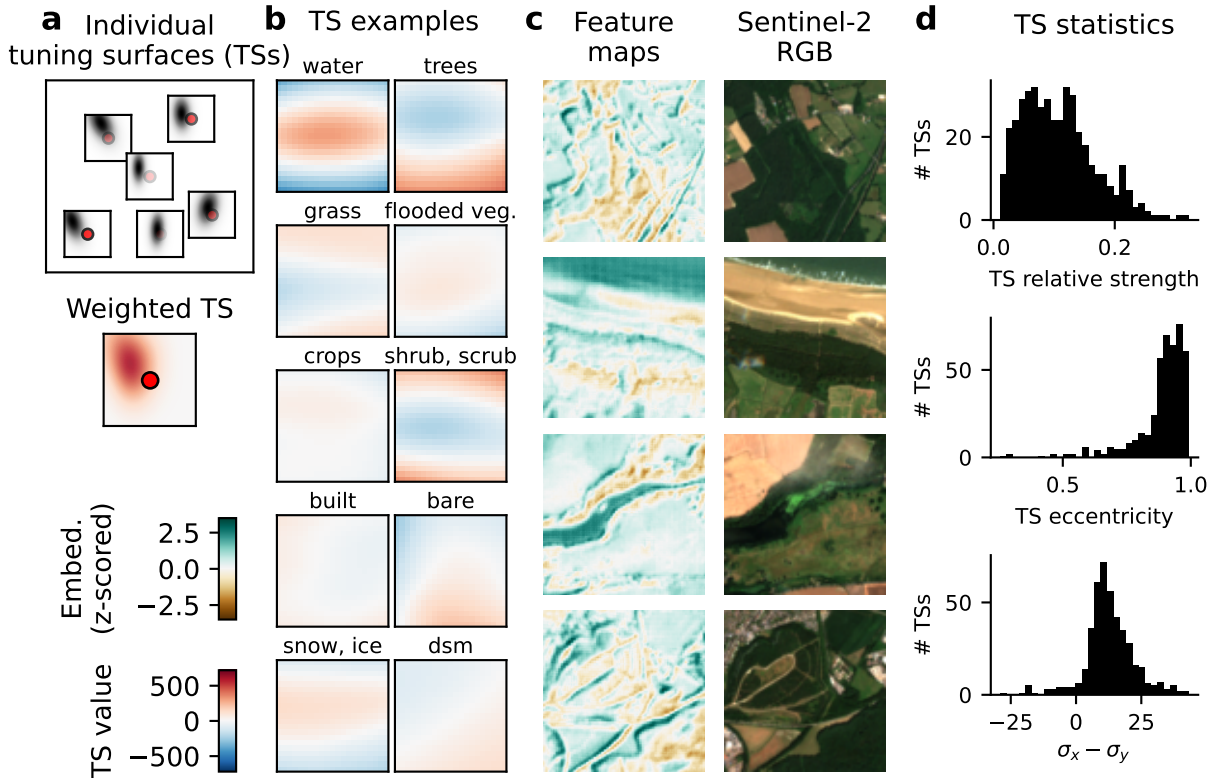 a Individual
tuning surfaces (TSs)
Weighted TS
Embed.
(z-scored)
2.5
0.0
−2.5
TS value
500
0
−500
b TS examples
water
trees
grass
flooded veg.
crops
shrub, scrub
built
bare
snow, ice
dsm
c Feature
maps
Sentinel-2
RGB
d TS statistics
# TSs
20
0
0.0
0.2
TS relative strength
# TSs
50
0
0.5
1.0
TS eccentricity
# TSs
50
0
−25
0
25
σx − σy